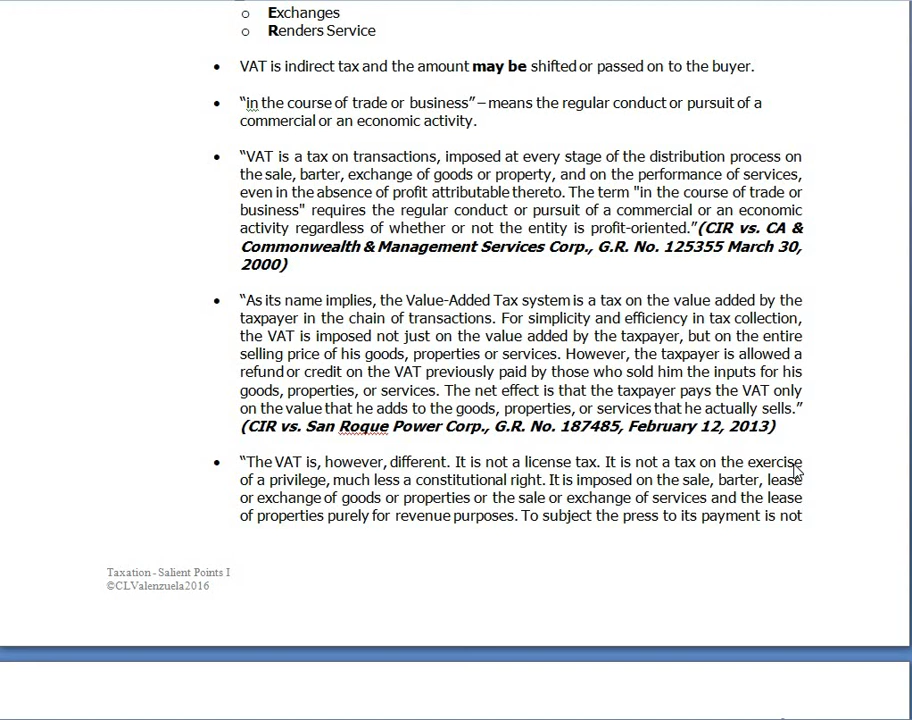 o Exchanges
o Renders Service
• VAT is indirect tax and the amount may be shifted or passed on to the buyer.
• "in the course of trade or business" – means the regular conduct or pursuit of a
commercial or an economic activity.
• "VAT is a tax on transactions, imposed at every stage of the distribution process on
the sale, barter, exchange of goods or property, and on the performance of services,
even in the absence of profit attributable thereto. The term "in the course of trade or
business" requires the regular conduct or pursuit of a commercial or an economic
activity regardless of whether or not the entity is profit-oriented."(CIR vs. CA &
Commonwealth & Management Services Corp., G.R. No. 125355 March 30,
2000)
• "As its name implies, the Value-Added Tax system is a tax on the value added by the
taxpayer in the chain of transactions. For simplicity and efficiency in tax collection,
the VAT is imposed not just on the value added by the taxpayer, but on the entire
selling price of his goods, properties or services. However, the taxpayer is allowed a
refund or credit on the VAT previously paid by those who sold him the inputs for his
goods, properties, or services. The net effect is that the taxpayer pays the VAT only
on the value that he adds to the goods, properties, or services that he actually sells."
(CIR vs. San Roque Power Corp., G.R. No. 187485, February 12, 2013)
• "The VAT is, however, different. It is not a license tax. It is not a tax on the exercise
of a privilege, much less a constitutional right. It is imposed on the sale, barter, lease
or exchange of goods or properties or the sale or exchange of services and the lease
of properties purely for revenue purposes. To subject the press to its payment is not
Taxation - Salient Points I
©CLValenzuela2016